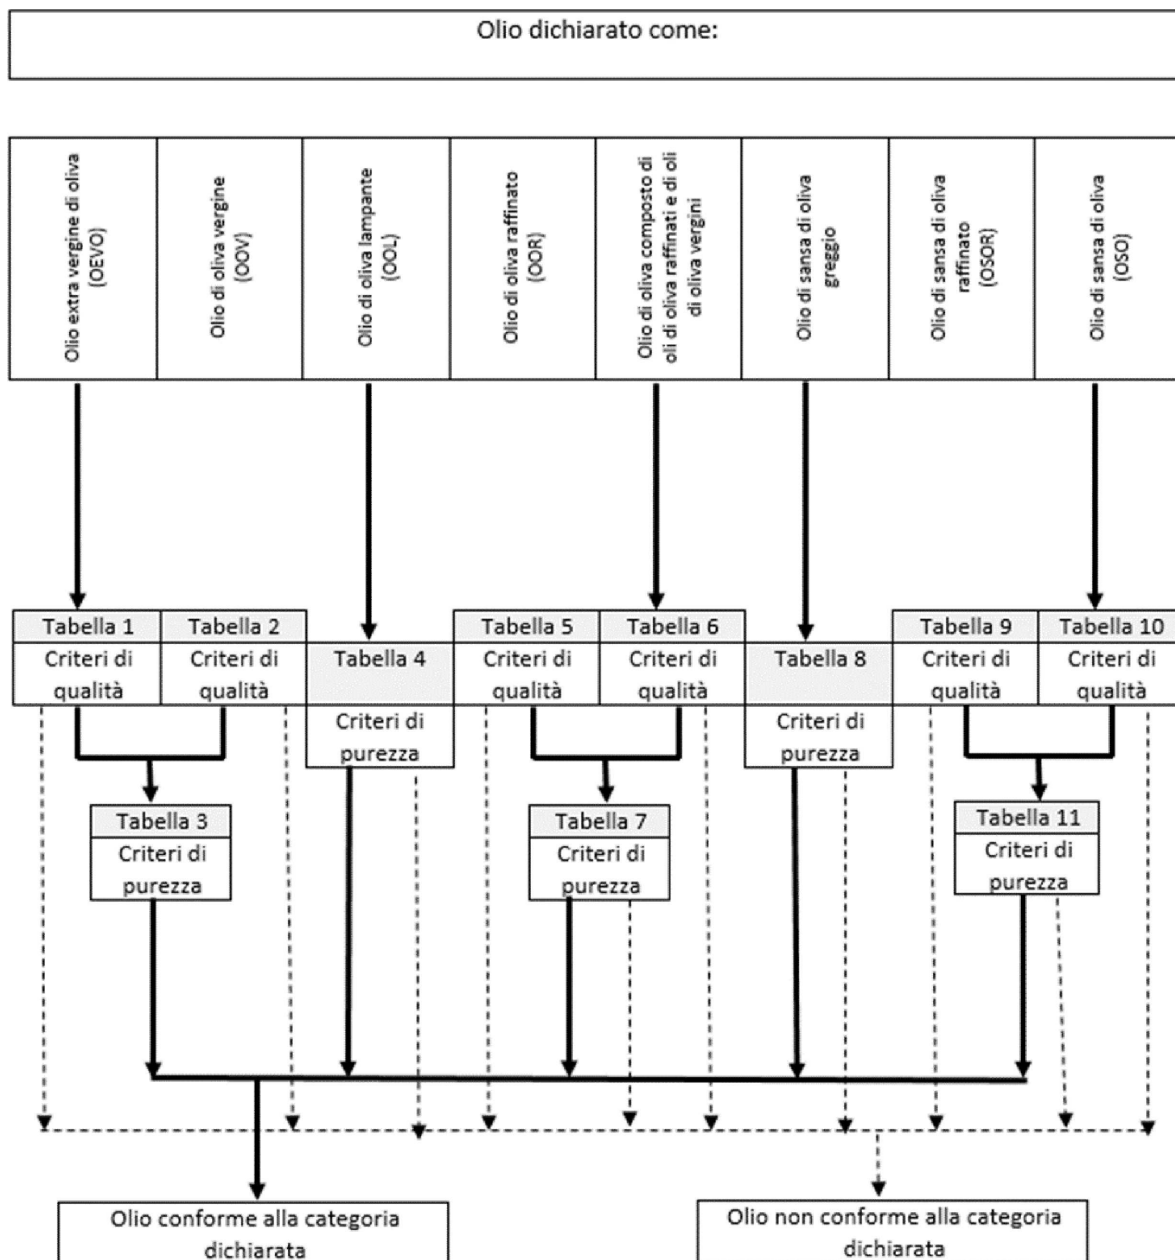 Olio dichiarato come:
Olio extra vergine di oliva
(OEVO)
Olio di oliva vergine
(OOV)
Olio di oliva lampante
(OOL)
Olio di oliva raffinato
(OOR)
Olio di oliva composto di
oli di oliva raffinati e di oli
di oliva vergini
Olio di sansa di oliva
greggio
Olio di sansa di oliva
raffinato
(OSOR)
Olio di sansa di oliva
(OSO)
Tabella 1
Criteri di
qualità
Tabella 2
Criteri di
qualità
Tabella 4
Criteri di
purezza
Tabella 5
Criteri di
qualità
Tabella 6
Criteri di
qualità
Tabella 8
Criteri di
purezza
Tabella 9
Criteri di
qualità
Tabella 10
Criteri di
qualità
Tabella 3
Criteri di
purezza
Tabella 7
Criteri di
purezza
Tabella 11
Criteri di
purezza
Olio conforme alla categoria
dichiarata
Olio non conforme alla categoria
dichiarata